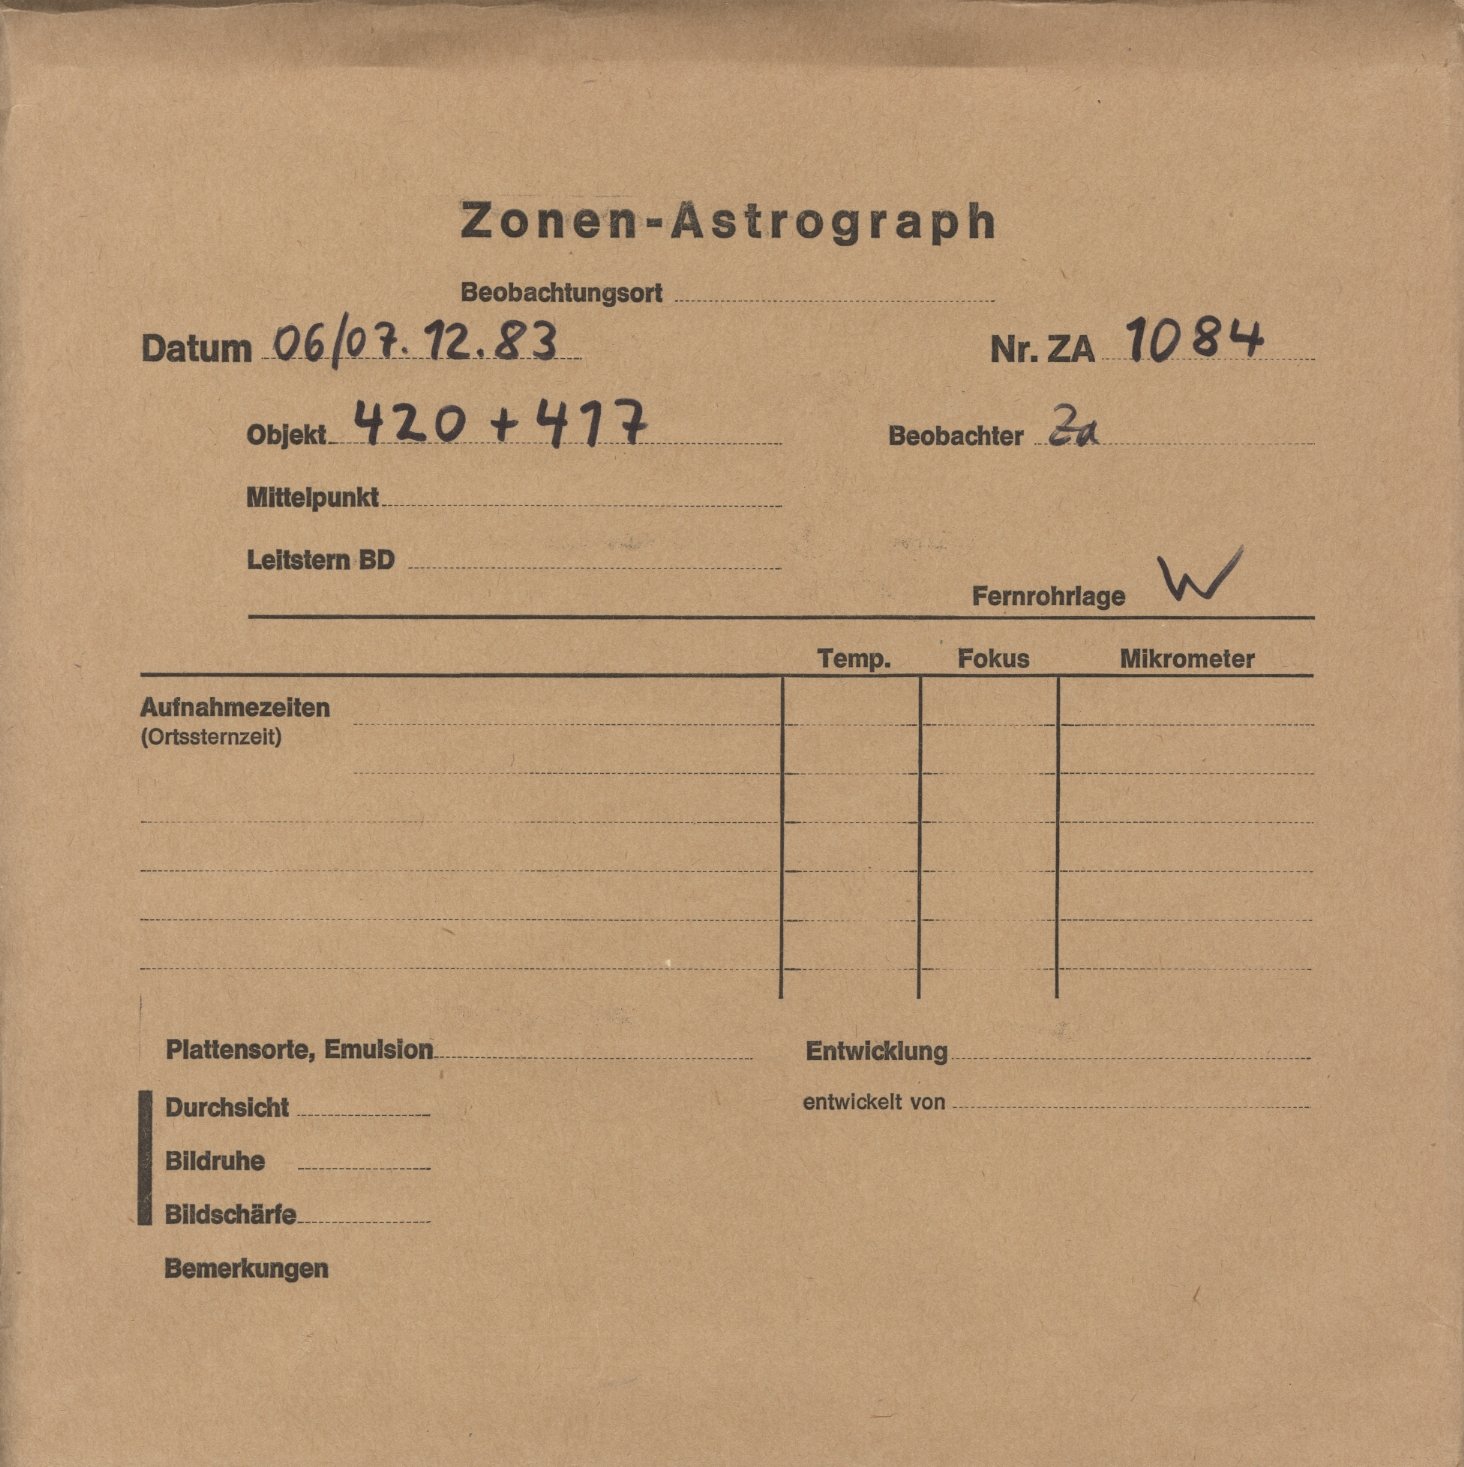 Zonen-Astrograph
Beobachtungsort
Datum 06/07.12.83 Nr. ZA 1084
Objekt 420 + 417 Beobachter Za
Mittelpunkt
Leitstern BD
Fernrohrlage W
Temp. Fokus Mikrometer
Aufnahmezeiten
(Ortssternzeit)
Plattensorte, Emulsion Entwicklung
Durchsicht entwickelt von
Bildruhe
Bildschärfe
Bemerkungen